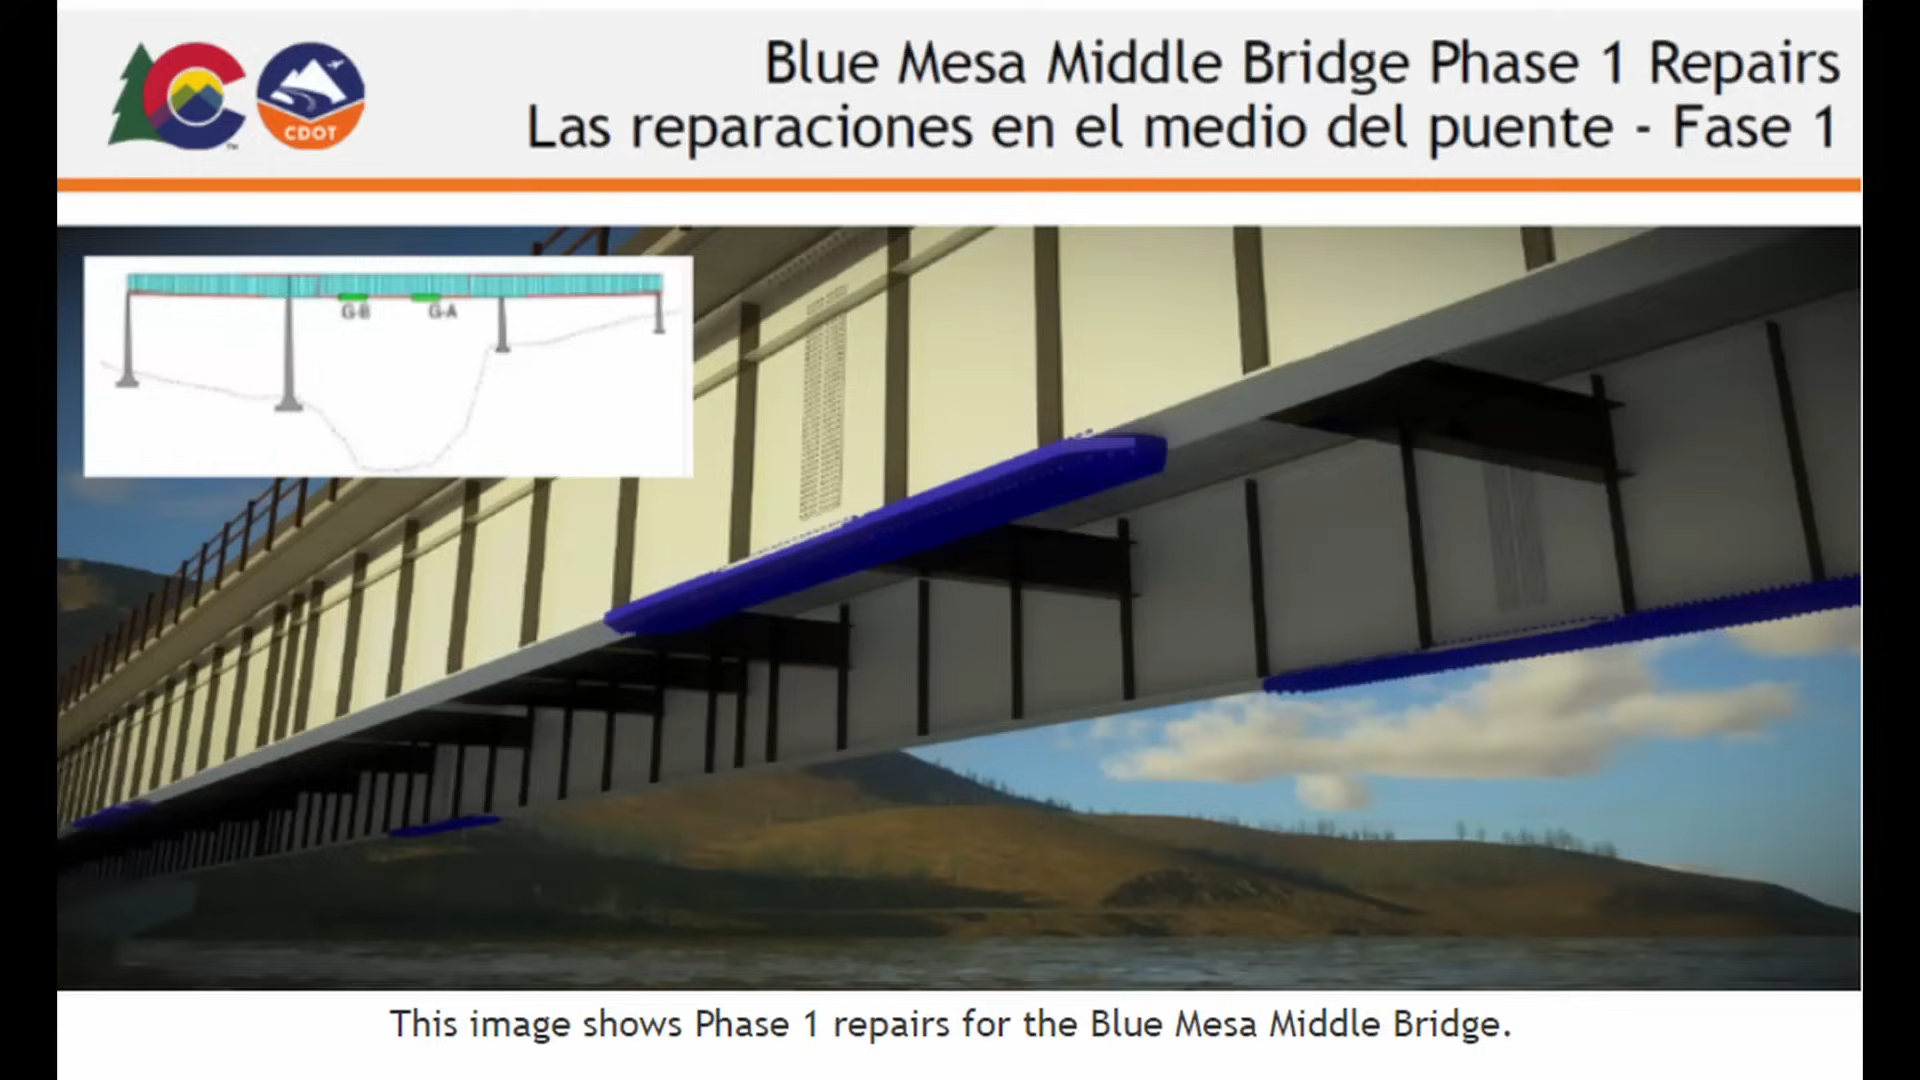 Blue Mesa Middle Bridge Phase 1 Repairs
Las reparaciones en el medio del puente - Fase 1
CDOT
TM
G-B
G-A
This image shows Phase 1 repairs for the Blue Mesa Middle Bridge.